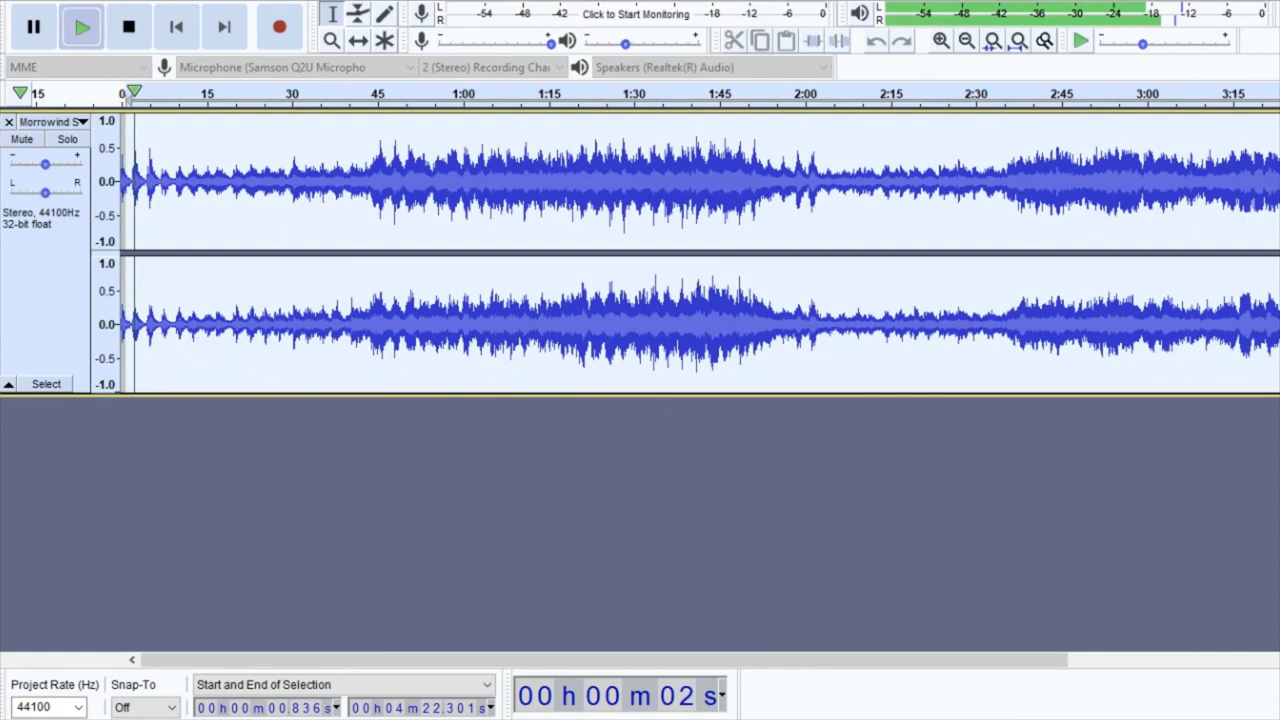 L
R
-54 -48 -42 Click to Start Monitoring -18 -12 -6 0
L
R
-54 -48 -42 -36 -30 -24 -18 -12 -6 0
- +
- +
- +
MME
Microphone (Samson Q2U Micropho
2 (Stereo) Recording Cha
Speakers (Realtek(R) Audio)
15 0 15 30 45 1:00 1:15 1:30 1:45 2:00 2:15 2:30 2:45 3:00 3:15
Morrowind S
Mute Solo
- +
L R
Stereo, 44100Hz
32-bit float
1.0
0.5
0.0
-0.5
-1.0
1.0
0.5
0.0
-0.5
-1.0
Select
Project Rate (Hz) Snap-To Start and End of Selection
44100 Off 00 h 00 m 00.836 s 00 h 04 m 22.301 s
00 h 00 m 02 s